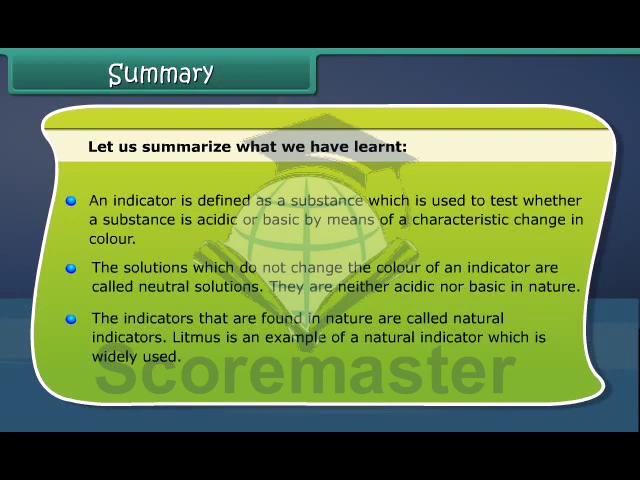 Summary
Let us summarize what we have learnt:
An indicator is defined as a substance which is used to test whether
a substance is acidic or basic by means of a characteristic change in
colour.
The solutions which do not change the colour of an indicator are
called neutral solutions. They are neither acidic nor basic in nature.
The indicators that are found in nature are called natural
indicators. Litmus is an example of a natural indicator which is
widely used.
Scoremaster